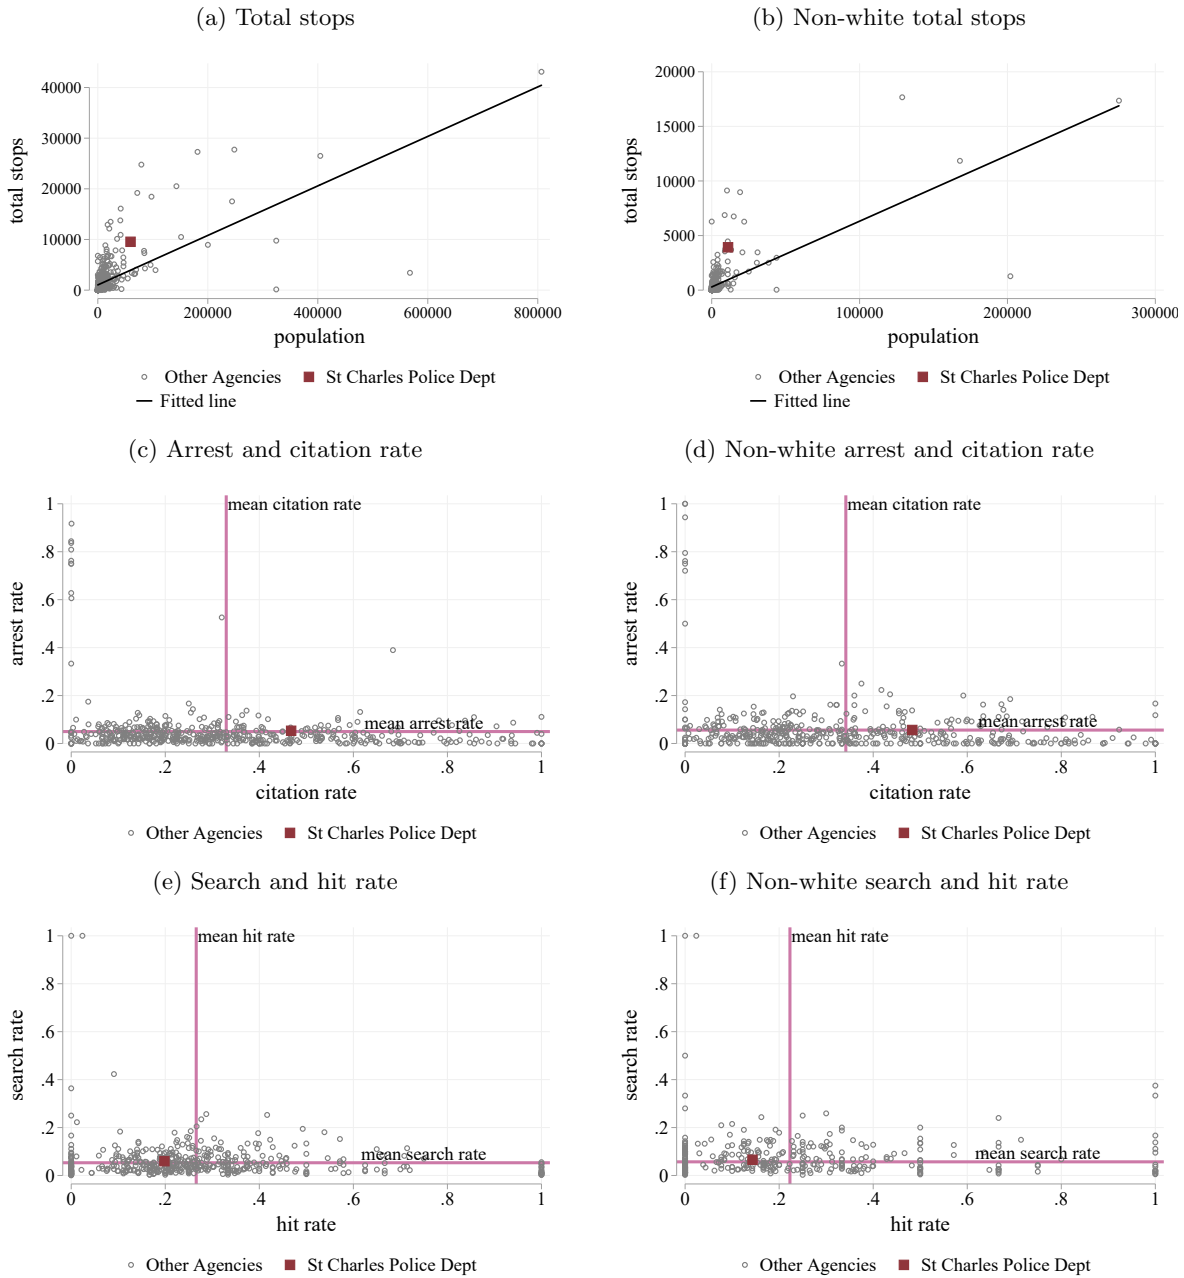 (a) Total stops
(b) Non-white total stops
total stops
40000
30000
20000
10000
0
0
200000
400000
600000
800000
population
Other Agencies
St Charles Police Dept
Fitted line
total stops
20000
15000
10000
5000
0
0
100000
200000
300000
population
Other Agencies
St Charles Police Dept
Fitted line
(c) Arrest and citation rate
(d) Non-white arrest and citation rate
arrest rate
1
.8
.6
.4
.2
0
mean citation rate
mean arrest rate
0
.2
.4
.6
.8
1
citation rate
Other Agencies
St Charles Police Dept
arrest rate
1
.8
.6
.4
.2
0
mean citation rate
mean arrest rate
0
.2
.4
.6
.8
1
citation rate
Other Agencies
St Charles Police Dept
(e) Search and hit rate
(f) Non-white search and hit rate
search rate
1
.8
.6
.4
.2
0
mean hit rate
mean search rate
0
.2
.4
.6
.8
1
hit rate
Other Agencies
St Charles Police Dept
search rate
1
.8
.6
.4
.2
0
mean hit rate
mean search rate
0
.2
.4
.6
.8
1
hit rate
Other Agencies
St Charles Police Dept